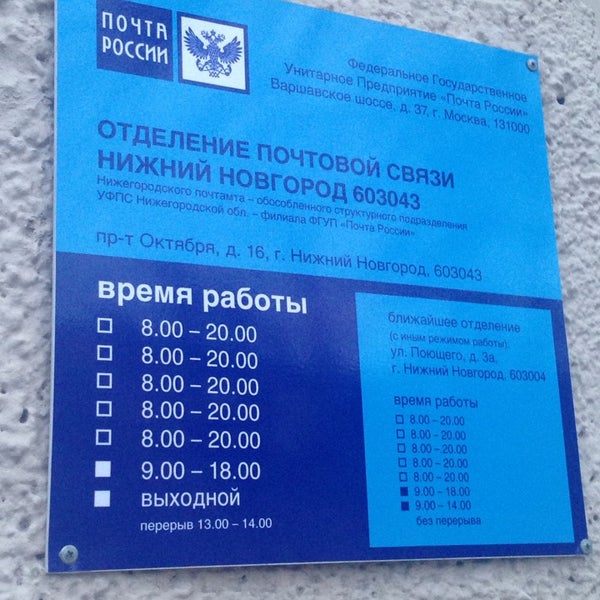 ПОЧТА
РОССИИ
Федеральное Государственное
Унитарное Предприятие «Почта России»
Варшавское шоссе, д. 37, г. Москва, 131000
ОТДЕЛЕНИЕ ПОЧТОВОЙ СВЯЗИ
НИЖНИЙ НОВГОРОД 603043
Нижегородского почтамта – обособленного структурного подразделения
УФПС Нижегородской обл. – филиала ФГУП «Почта России»
пр-т Октября, д. 16, г. Нижний Новгород, 603043
время работы
8.00 – 20.00
8.00 – 20.00
8.00 – 20.00
8.00 – 20.00
8.00 – 20.00
9.00 – 18.00
ВЫХОДНОЙ
перерыв 13.00 – 14.00
ближайшее отделение
(с иным режимом работы):
ул. Поющего, д. 3а,
г. Нижний Новгород, 603004
время работы
8.00 – 20.00
8.00 – 20.00
8.00 – 20.00
8.00 – 20.00
8.00 – 20.00
9.00 – 18.00
9.00 – 14.00
без перерыва